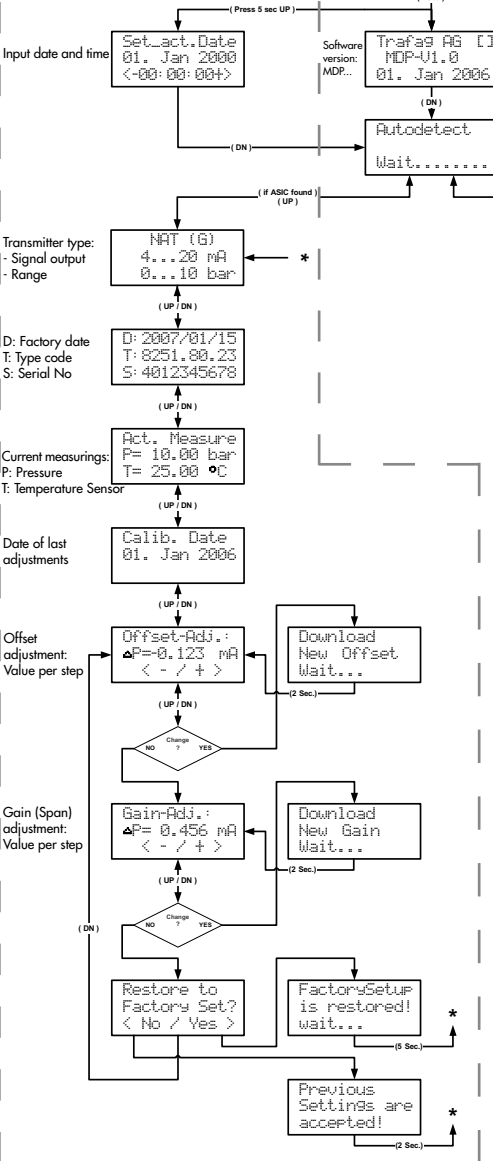 ( Press 5 sec UP )
Input date and time
Set_act.Date
01. Jan 2000
<-00:00:00+>
Software
version:
MDP...
Trafag AG []
MDP-V1.0
01. Jan 2006
( DN )
( DN )
Autodetect
Wait........
( if ASIC found )
( UP )
Transmitter type:
- Signal output
- Range
NAT (G)
4...20 mA
0...10 bar
*
( UP / DN )
D: Factory date
T: Type code
S: Serial No
D:2007/01/15
T:8251.80.23
S:4012345678
( UP / DN )
Current measurings:
P: Pressure
T: Temperature Sensor
Act. Measure
P= 10.00 bar
T= 25.00 °C
( UP / DN )
Date of last
adjustments
Calib. Date
01. Jan 2006
( UP / DN )
Offset
adjustment:
Value per step
Offset-Adj.:
ΔP=-0.123 mA
< - / + >
Download
New Offset
Wait...
(2 Sec.)
( UP / DN )
NO
Change
?
YES
Gain (Span)
adjustment:
Value per step
Gain-Adj.:
ΔP= 0.456 mA
< - / + >
Download
New Gain
Wait...
(2 Sec.)
( UP / DN )
NO
Change
?
YES
( DN )
Restore to
Factory Set?
< No / Yes >
FactorySetup
is restored!
wait...
*
(5 Sec.)
Previous
Settings are
accepted!
*
(2 Sec.)